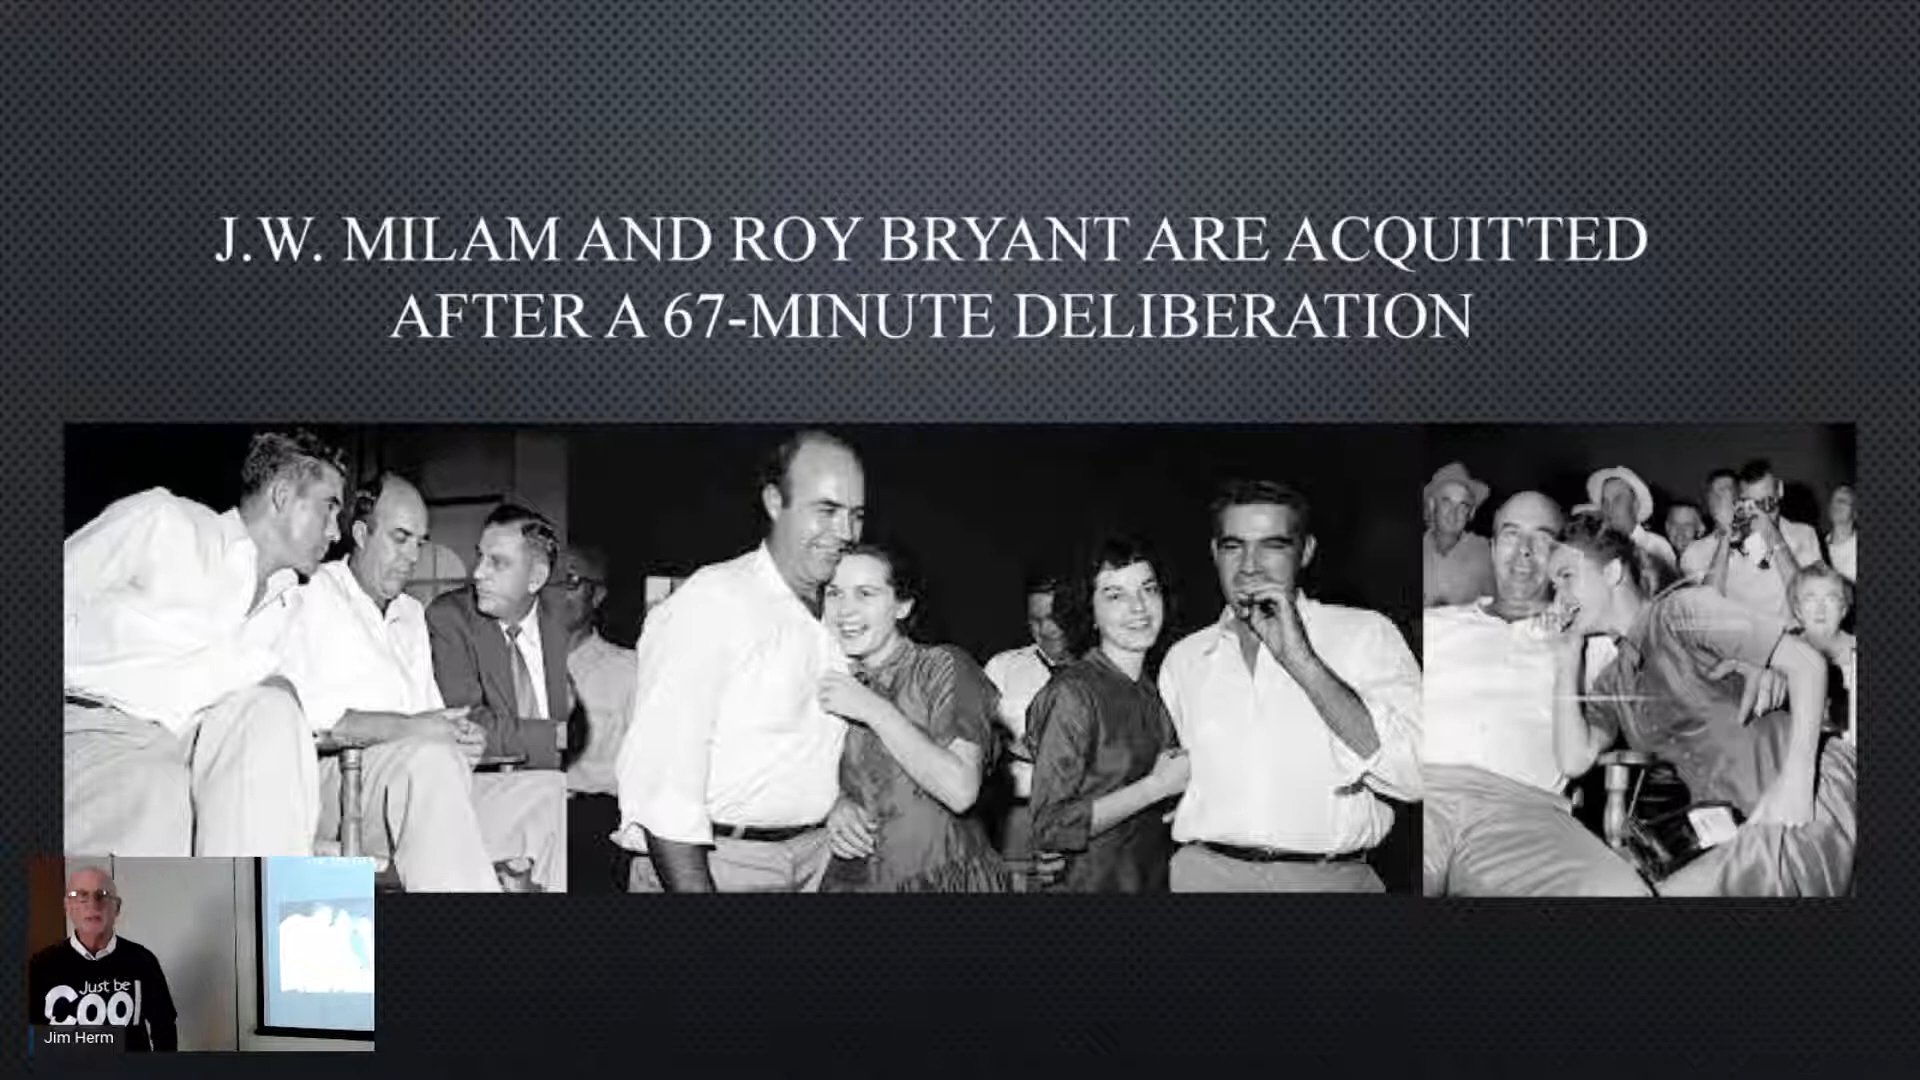 J.W. MILAM AND ROY BRYANT ARE ACQUITTED
AFTER A 67-MINUTE DELIBERATION
Just be
Cool
Jim Herm